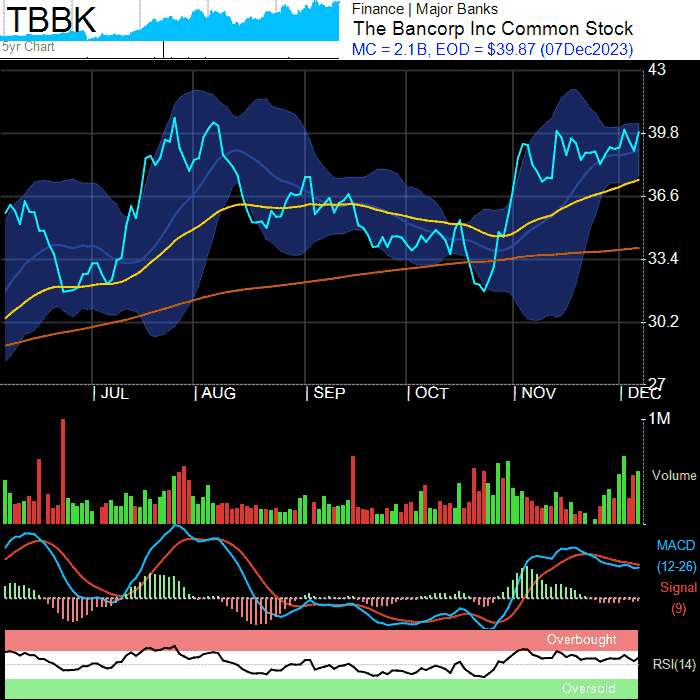 TBBK
5yr Chart
Finance | Major Banks
The Bancorp Inc Common Stock
MC = 2.1B, EOD = $39.87 (07Dec2023)
43
39.8
36.6
33.4
30.2
27
JUL AUG SEP OCT NOV DEC
1M
Volume
MACD
(12-26)
Signal
(9)
Overbought
RSI(14)
Oversold